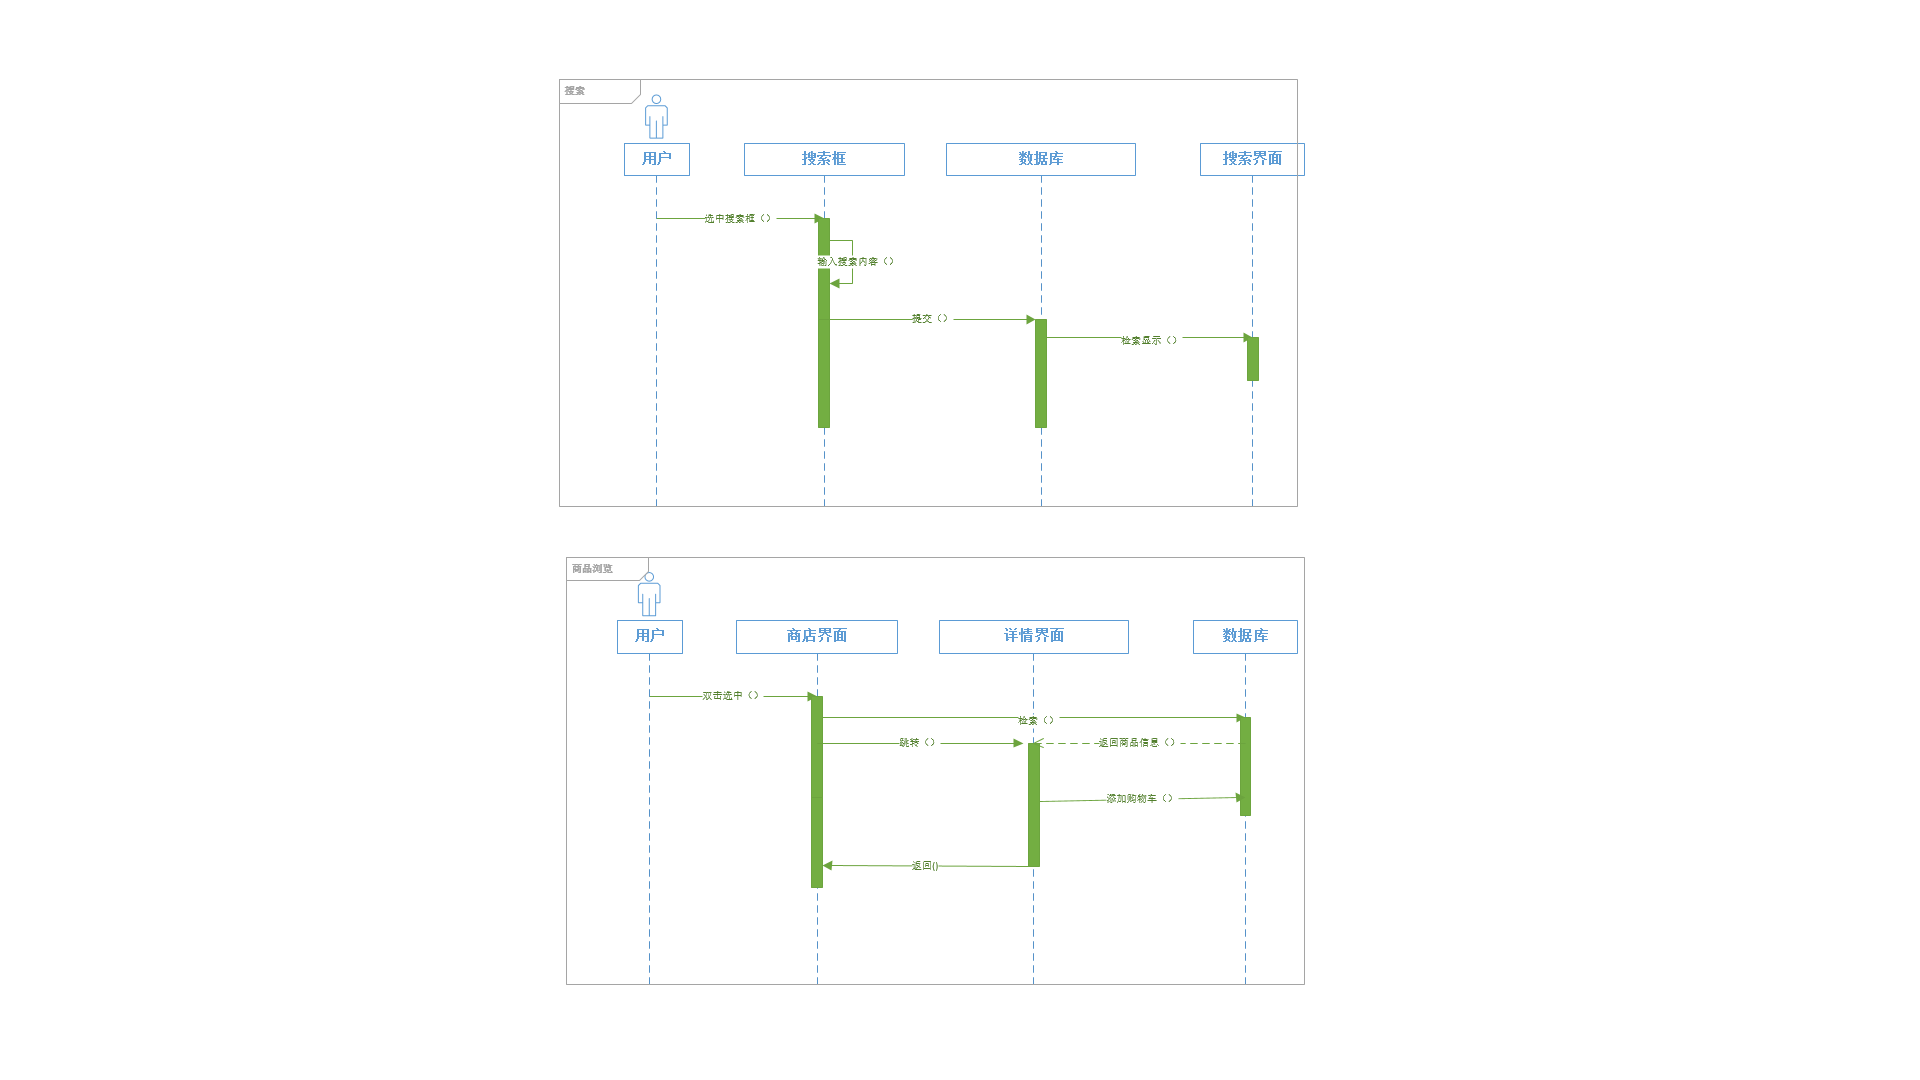 搜索
用户
搜索框
数据库
搜索界面
选中搜索框（）
输入搜索内容（）
提交（）
检索显示（）
商品浏览
用户
商店界面
详情界面
数据库
双击选中（）
检索（）
跳转（）
返回商品信息（）
添加购物车（）
返回()